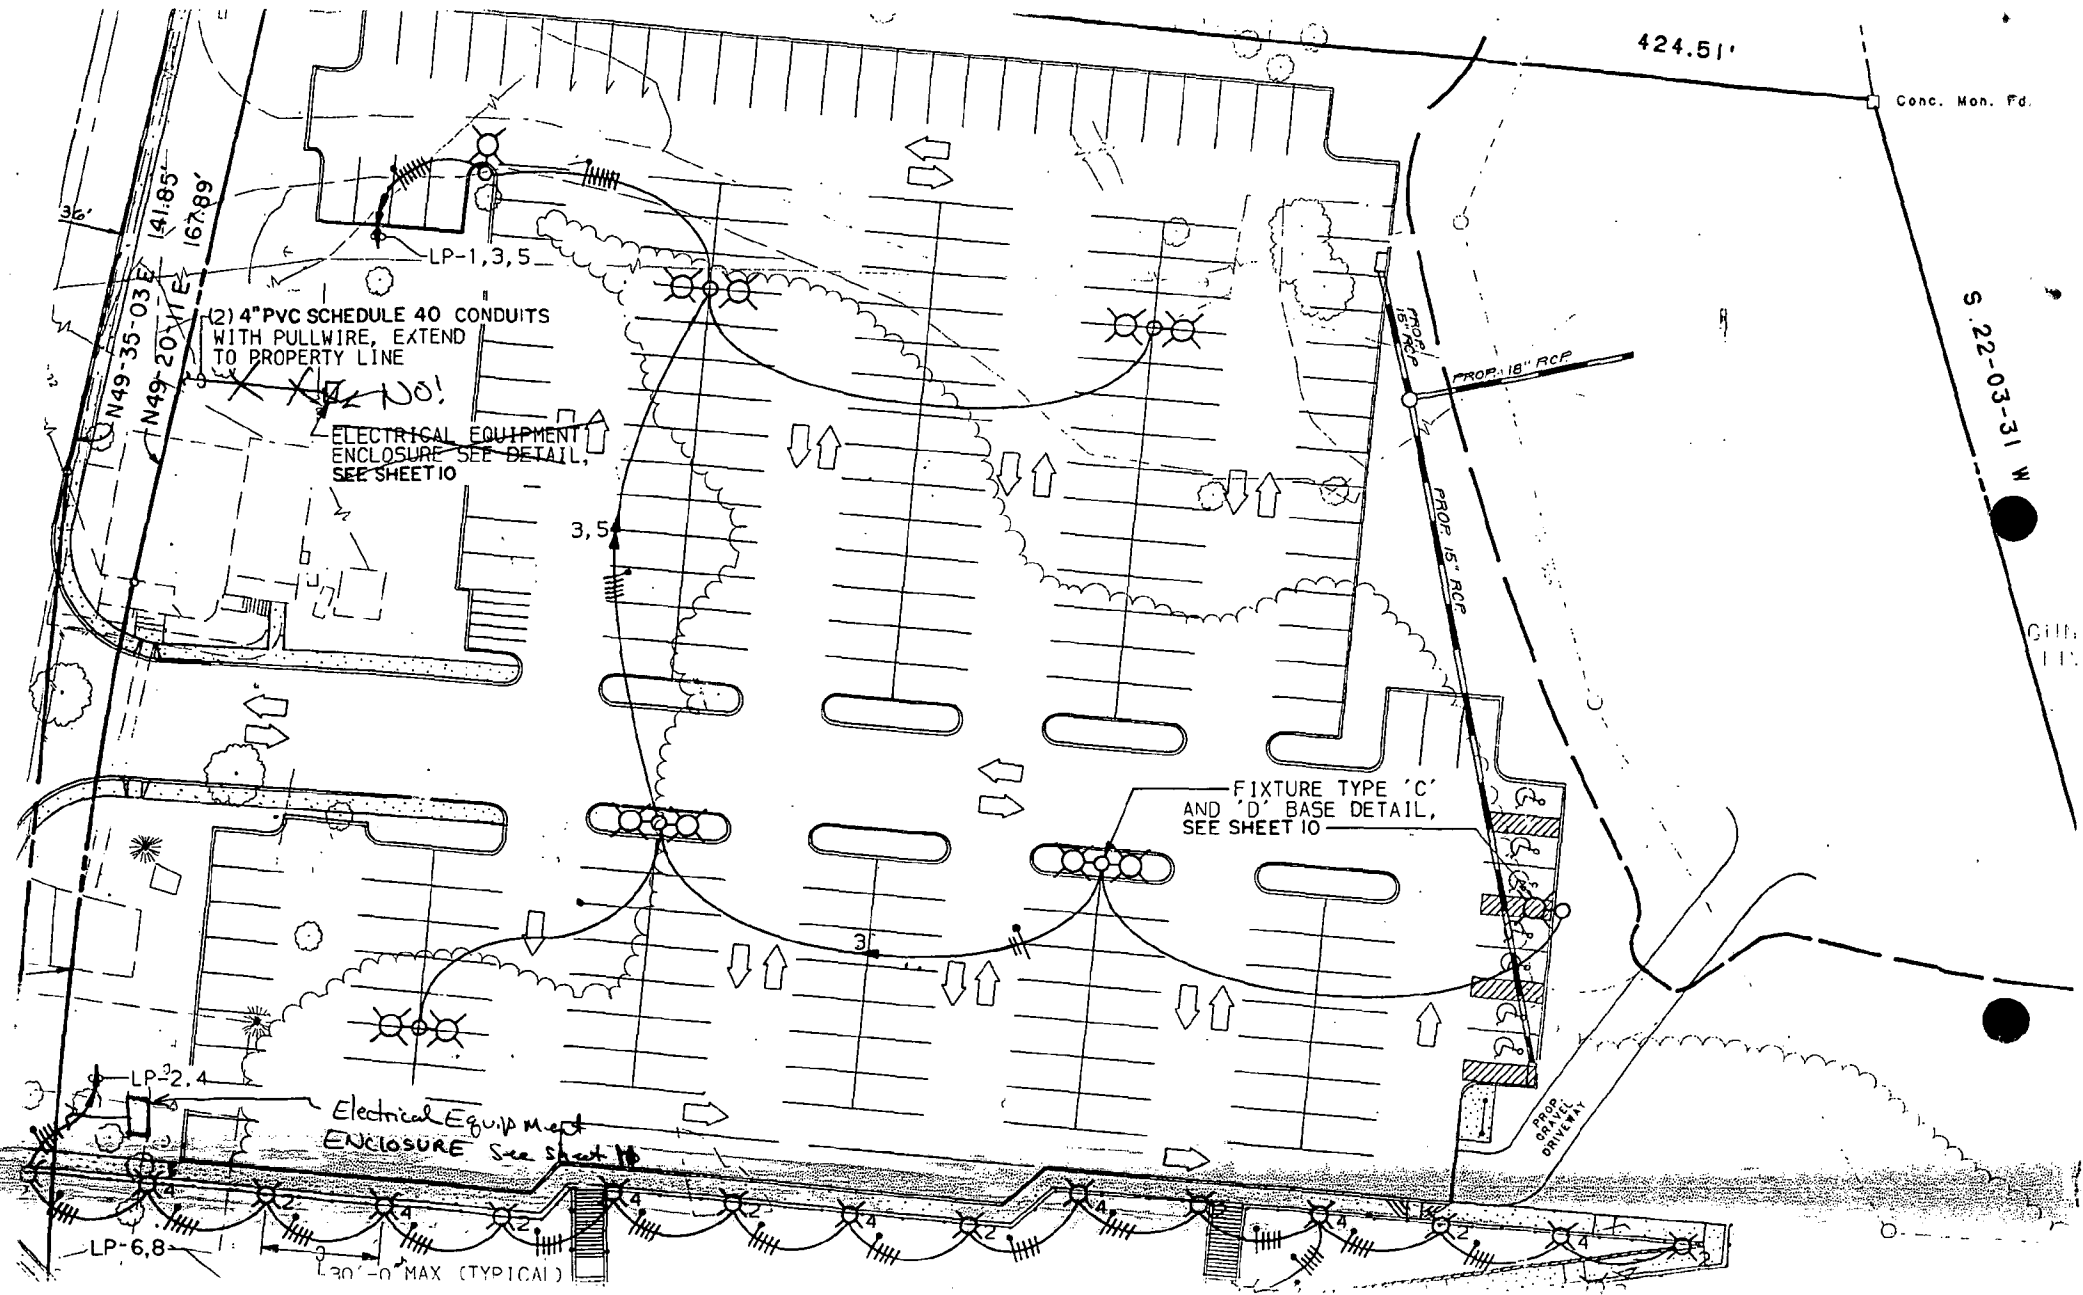 424.51'
Conc. Mon. Fd.
36'
141.85'
167.89'
N49-35-03 E
N49-20-11 E
LP-1,3,5
(2) 4" PVC SCHEDULE 40 CONDUITS
WITH PULLWIRE, EXTEND
TO PROPERTY LINE
NO!
ELECTRICAL EQUIPMENT
ENCLOSURE SEE DETAIL,
SEE SHEET 10
PROP.
15" RCP
PROP. 18" RCP
S 22-03-31 W
3,5
PROP. 15" RCP.
FIXTURE TYPE 'C'
AND 'D' BASE DETAIL,
SEE SHEET 10
3
LP-2,4
Electrical Equipment
ENCLOSURE See Sheet
PROP.
GRAVEL
DRIVEWAY
2
4
2
4
2
4
2
4
2
4
2
4
2
4
2
LP-6,8
30'-0" MAX (TYPICAL)